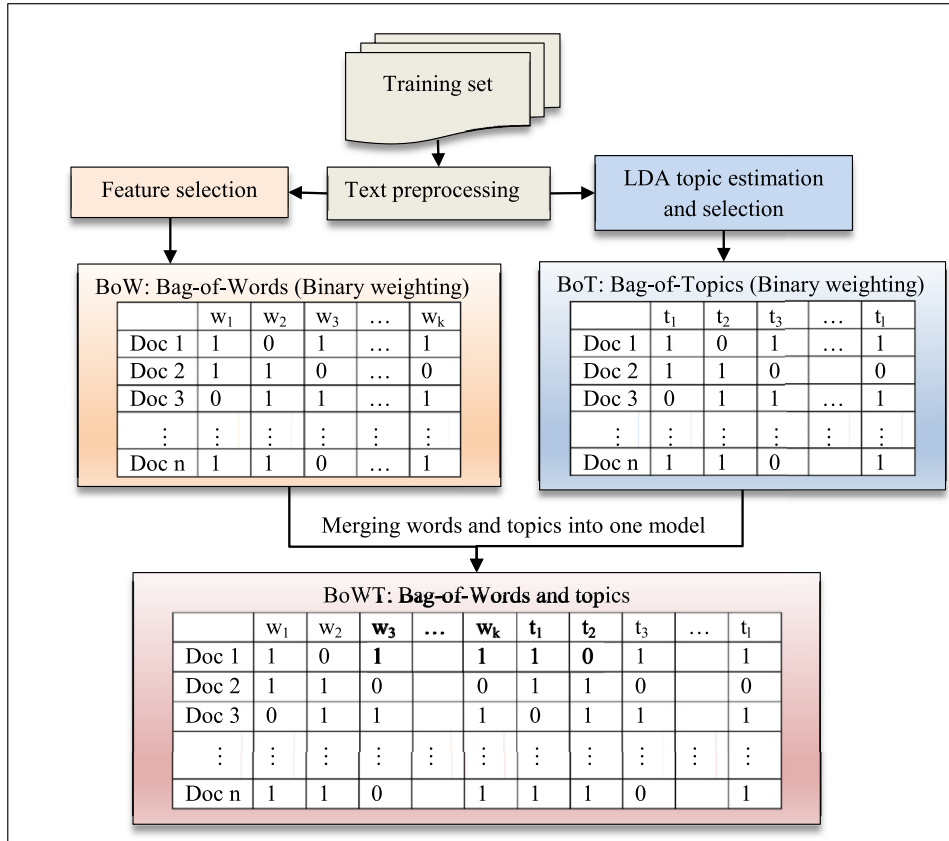 Training set
Feature selection
Text preprocessing
LDA topic estimation
and selection
BoW: Bag-of-Words (Binary weighting)
w1 w2 w3 … wk
Doc 1 1 0 1 … 1
Doc 2 1 1 0 … 0
Doc 3 0 1 1 … 1
⋮ ⋮ ⋮ ⋮ ⋮ ⋮
Doc n 1 1 0 … 1
BoT: Bag-of-Topics (Binary weighting)
t1 t2 t3 … tl
Doc 1 1 0 1 … 1
Doc 2 1 1 0 0
Doc 3 0 1 1 … 1
⋮ ⋮ ⋮ ⋮ ⋮ ⋮
Doc n 1 1 0 1
Merging words and topics into one model
BoWT: Bag-of-Words and topics
w1 w2 w3 … wk t1 t2 t3 … tl
Doc 1 1 0 1 1 1 0 1 1
Doc 2 1 1 0 0 1 1 0 0
Doc 3 0 1 1 1 0 1 1 1
⋮ ⋮ ⋮ ⋮ ⋮ ⋮ ⋮ ⋮ ⋮ ⋮ ⋮
Doc n 1 1 0 1 1 1 0 1